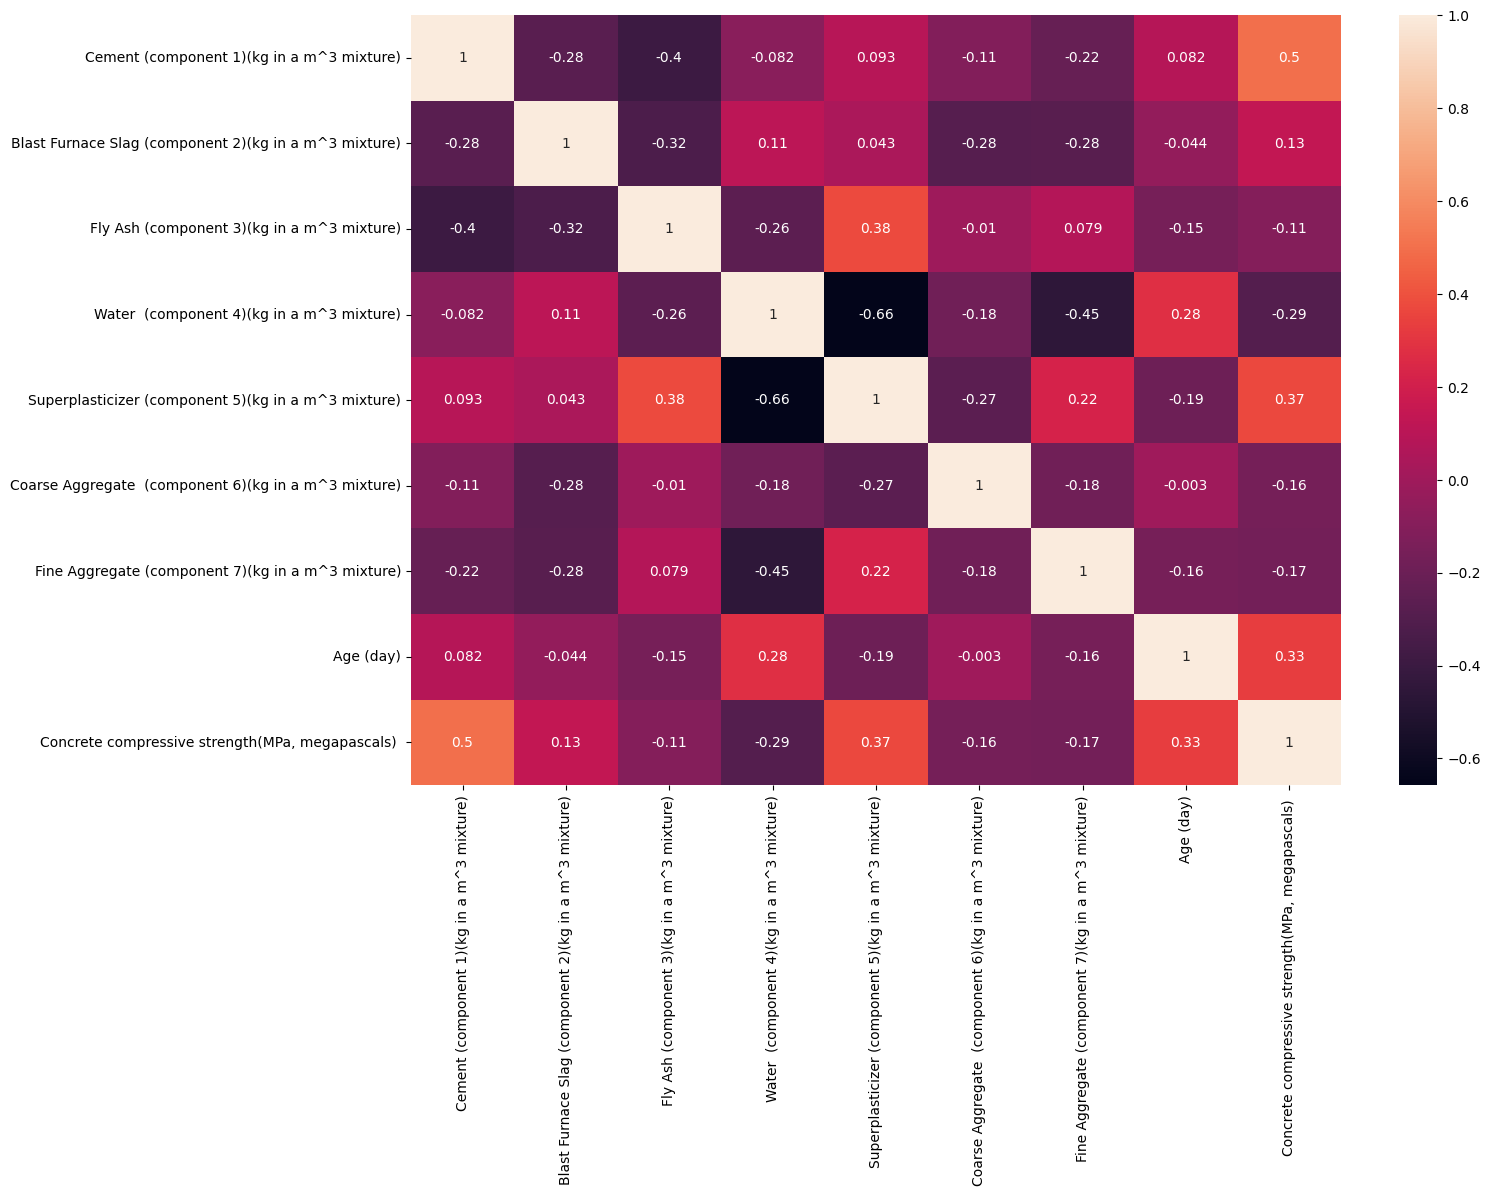 Cement (component 1)(kg in a m^3 mixture) 1 -0.28 -0.4 -0.082 0.093 -0.11 -0.22 0.082 0.5
Blast Furnace Slag (component 2)(kg in a m^3 mixture) -0.28 1 -0.32 0.11 0.043 -0.28 -0.28 -0.044 0.13
Fly Ash (component 3)(kg in a m^3 mixture) -0.4 -0.32 1 -0.26 0.38 -0.01 0.079 -0.15 -0.11
Water  (component 4)(kg in a m^3 mixture) -0.082 0.11 -0.26 1 -0.66 -0.18 -0.45 0.28 -0.29
Superplasticizer (component 5)(kg in a m^3 mixture) 0.093 0.043 0.38 -0.66 1 -0.27 0.22 -0.19 0.37
Coarse Aggregate  (component 6)(kg in a m^3 mixture) -0.11 -0.28 -0.01 -0.18 -0.27 1 -0.18 -0.003 -0.16
Fine Aggregate (component 7)(kg in a m^3 mixture) -0.22 -0.28 0.079 -0.45 0.22 -0.18 1 -0.16 -0.17
Age (day) 0.082 -0.044 -0.15 0.28 -0.19 -0.003 -0.16 1 0.33
Concrete compressive strength(MPa, megapascals) 0.5 0.13 -0.11 -0.29 0.37 -0.16 -0.17 0.33 1
Cement (component 1)(kg in a m^3 mixture)
Blast Furnace Slag (component 2)(kg in a m^3 mixture)
Fly Ash (component 3)(kg in a m^3 mixture)
Water  (component 4)(kg in a m^3 mixture)
Superplasticizer (component 5)(kg in a m^3 mixture)
Coarse Aggregate  (component 6)(kg in a m^3 mixture)
Fine Aggregate (component 7)(kg in a m^3 mixture)
Age (day)
Concrete compressive strength(MPa, megapascals)
1.0
0.8
0.6
0.4
0.2
0.0
−0.2
−0.4
−0.6